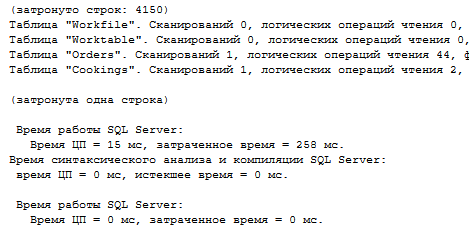 (затронуто строк: 4150)
Таблица "Workfile". Сканирований 0, логических операций чтения 0,
Таблица "Worktable". Сканирований 0, логических операций чтения 0,
Таблица "Orders". Сканирований 1, логических операций чтения 44, ф
Таблица "Cookings". Сканирований 1, логических операций чтения 2,
(затронута одна строка)
Время работы SQL Server:
Время ЦП = 15 мс, затраченное время = 258 мс.
Время синтаксического анализа и компиляции SQL Server:
время ЦП = 0 мс, истекшее время = 0 мс.
Время работы SQL Server:
Время ЦП = 0 мс, затраченное время = 0 мс.